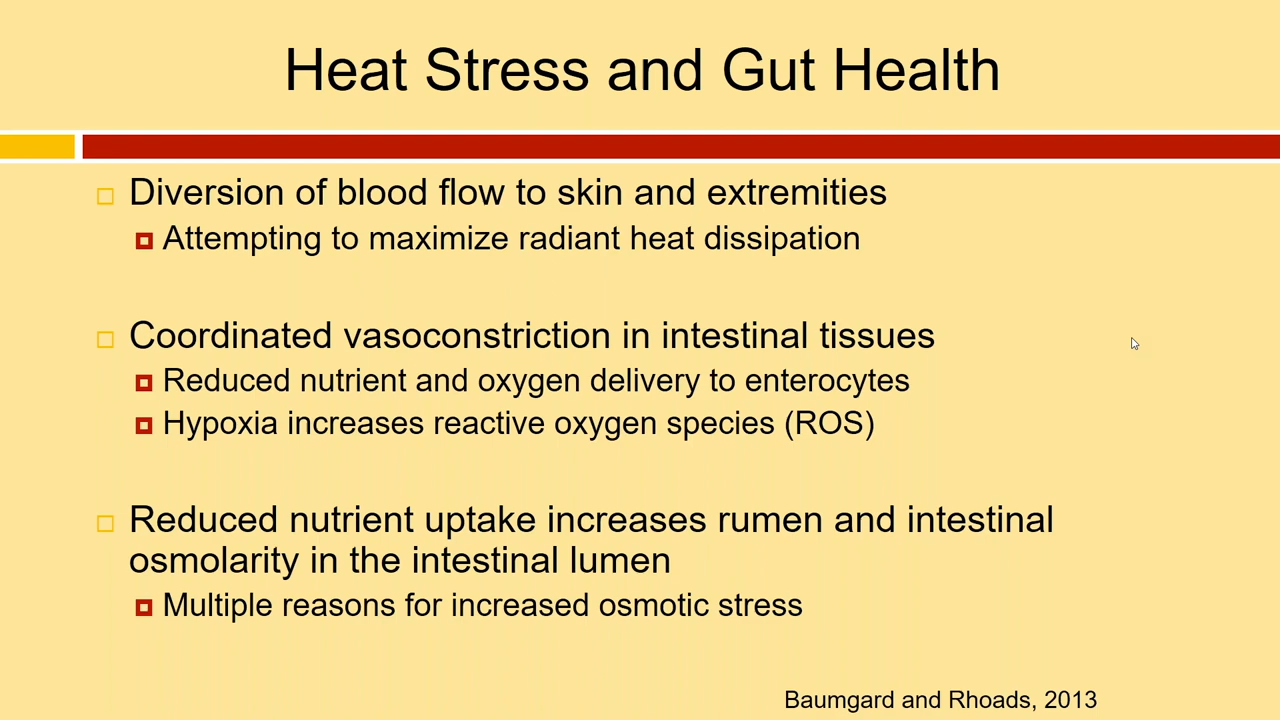 Heat Stress and Gut Health
Diversion of blood flow to skin and extremities
Attempting to maximize radiant heat dissipation
Coordinated vasoconstriction in intestinal tissues
Reduced nutrient and oxygen delivery to enterocytes
Hypoxia increases reactive oxygen species (ROS)
Reduced nutrient uptake increases rumen and intestinal
osmolarity in the intestinal lumen
Multiple reasons for increased osmotic stress
Baumgard and Rhoads, 2013